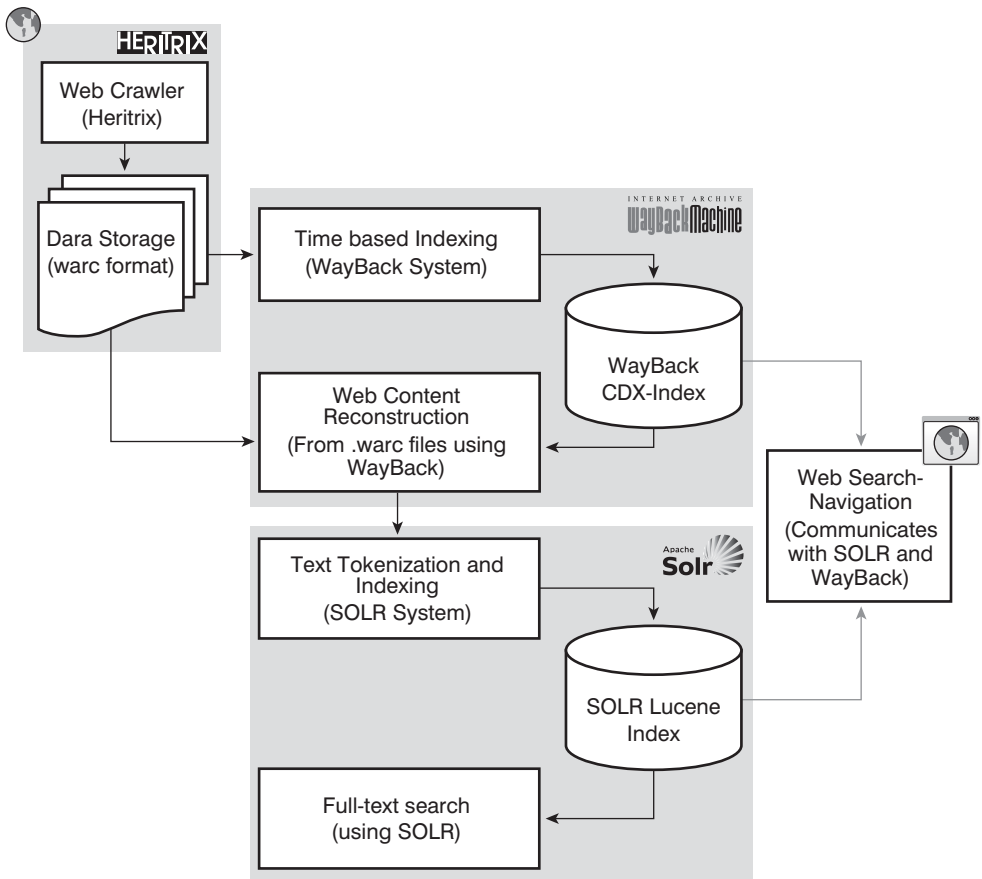 HERITRIX
Web Crawler
(Heritrix)
Dara Storage
(warc format)
INTERNET ARCHIVE
WayBackMachine
Time based Indexing
(WayBack System)
WayBack
CDX-Index
Web Content
Reconstruction
(From .warc files using
WayBack)
Web Search-
Navigation
(Communicates
with SOLR and
WayBack)
Apache
Solr
Text Tokenization and
Indexing
(SOLR System)
SOLR Lucene
Index
Full-text search
(using SOLR)